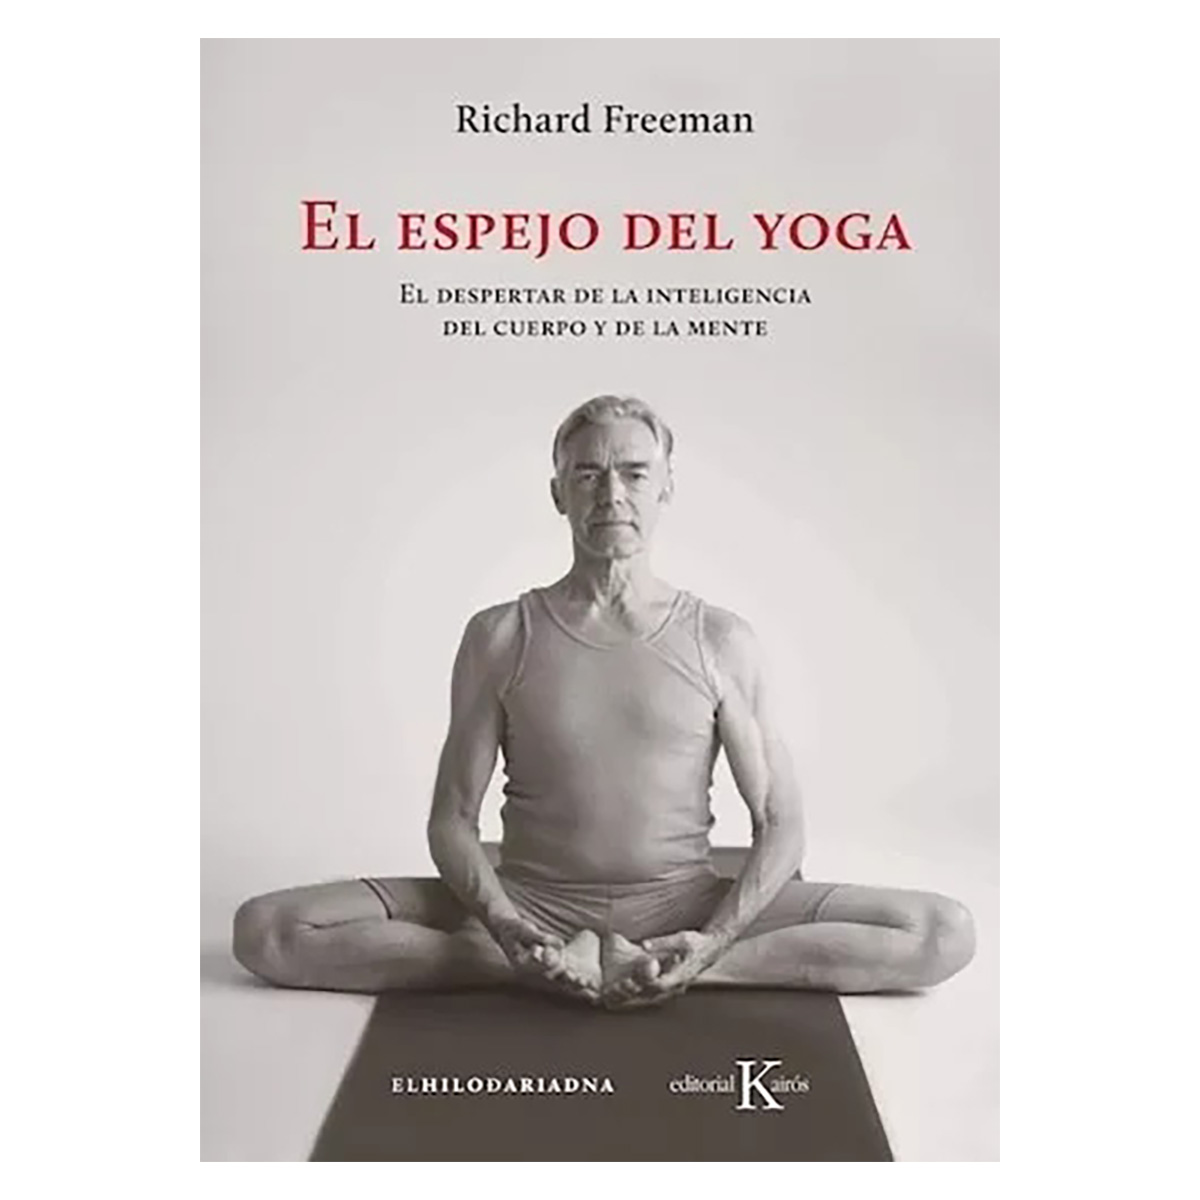 Richard Freeman
El espejo del yoga
El despertar de la inteligencia
del cuerpo y de la mente
ELHILODARIADNA
editorial Kairós